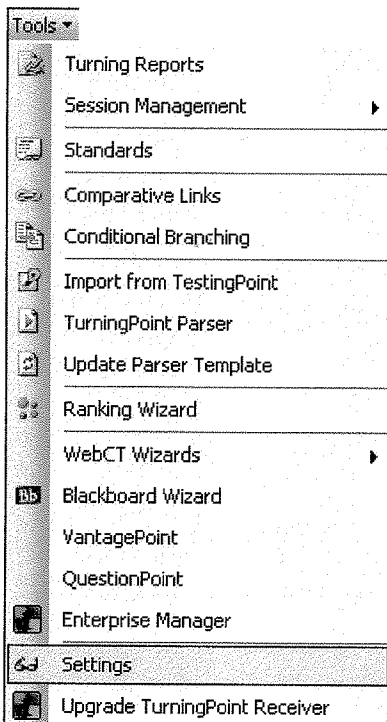 Tools
Turning Reports
Session Management
Standards
Comparative Links
Conditional Branching
Import from TestingPoint
TurningPoint Parser
Update Parser Template
Ranking Wizard
WebCT Wizards
Bb Blackboard Wizard
VantagePoint
QuestionPoint
Enterprise Manager
Settings
Upgrade TurningPoint Receiver